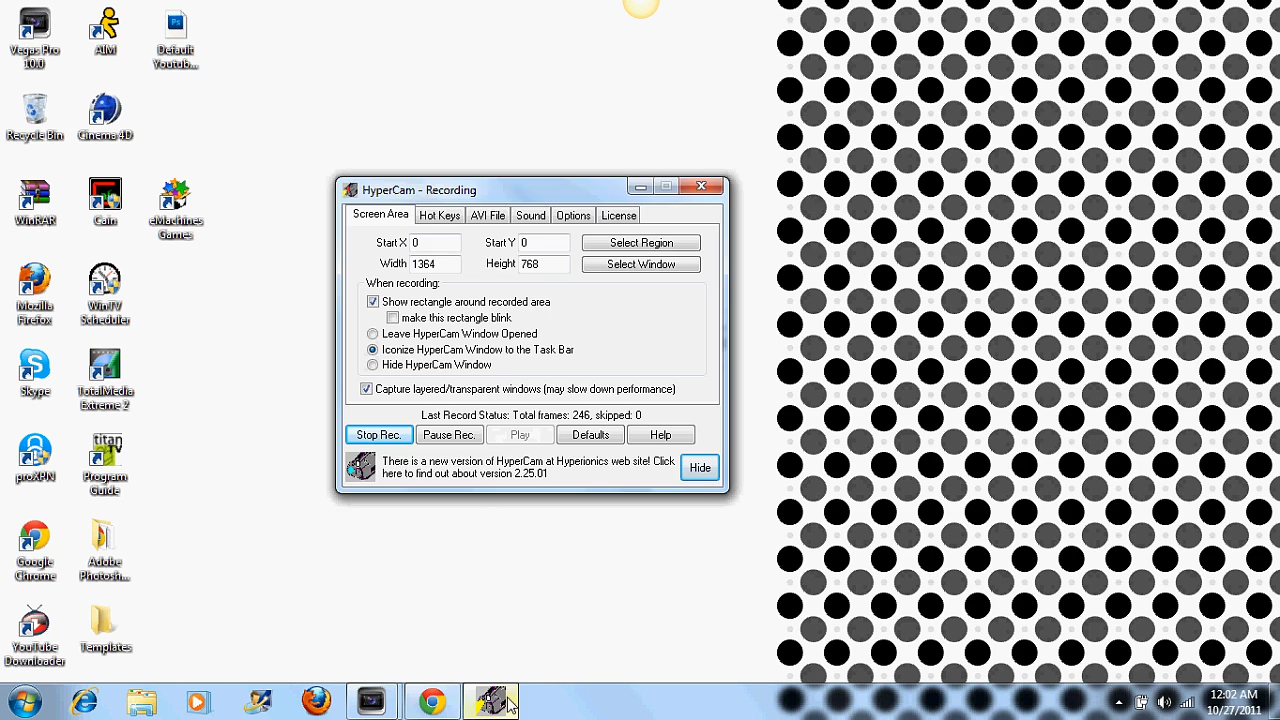 Vegas Pro
10.0
AIM
Default
Youtub...
Recycle Bin
Cinema 4D
WinRAR
Cain
eMachines
Games
Mozilla
Firefox
WinTV
Scheduler
Skype
TotalMedia
Extreme 2
proXPN
titan
Program
Guide
Google
Chrome
Adobe
Photosh...
YouTube
Downloader
Templates
HyperCam - Recording
Screen Area Hot Keys AVI File Sound Options License
Start X 0 Start Y 0 Select Region
Width 1364 Height 768 Select Window
When recording:
Show rectangle around recorded area
make this rectangle blink
Leave HyperCam Window Opened
Iconize HyperCam Window to the Task Bar
Hide HyperCam Window
Capture layered/transparent windows (may slow down performance)
Last Record Status: Total frames: 246, skipped: 0
Stop Rec. Pause Rec. Play Defaults Help
There is a new version of HyperCam at Hyperionics web site! Click
here to find out about version 2.25.01
Hide
12:02 AM
10/27/2011